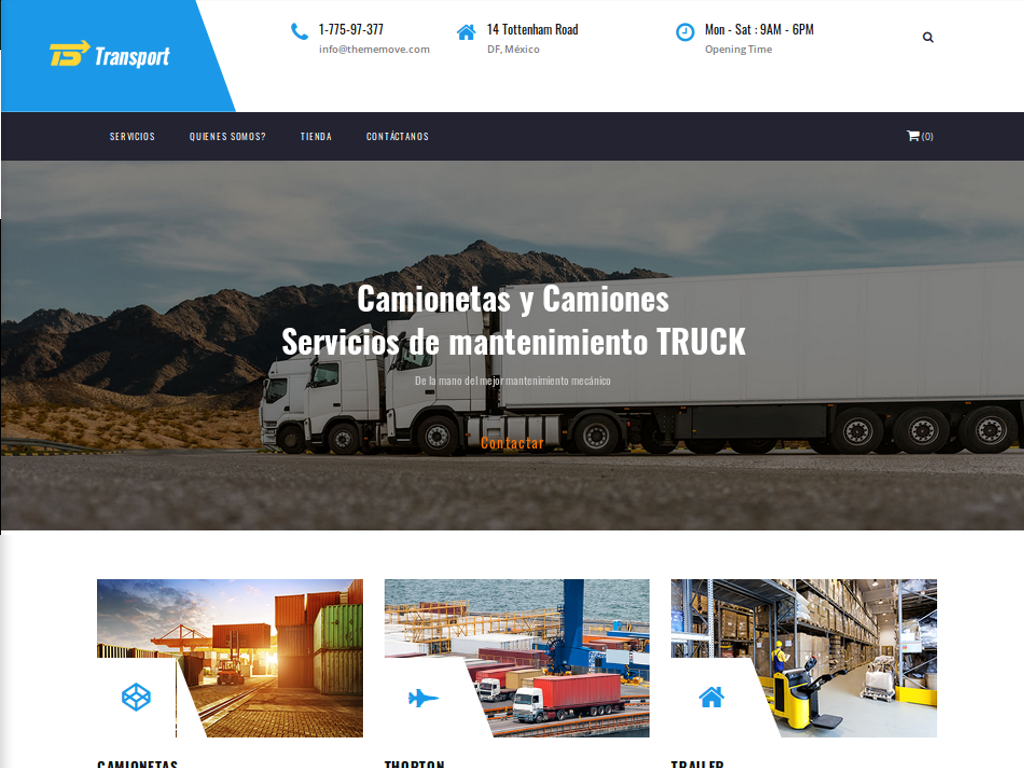 TS Transport
1-775-97-377
info@thememove.com
14 Tottenham Road
DF, México
Mon - Sat : 9AM - 6PM
Opening Time
SERVICIOS
QUIENES SOMOS?
TIENDA
CONTÁCTANOS
(0)
Camionetas y Camiones
Servicios de mantenimiento TRUCK
De la mano del mejor mantenimiento mecánico
Contactar
CAMIONETAS
THORTON
TRAILER